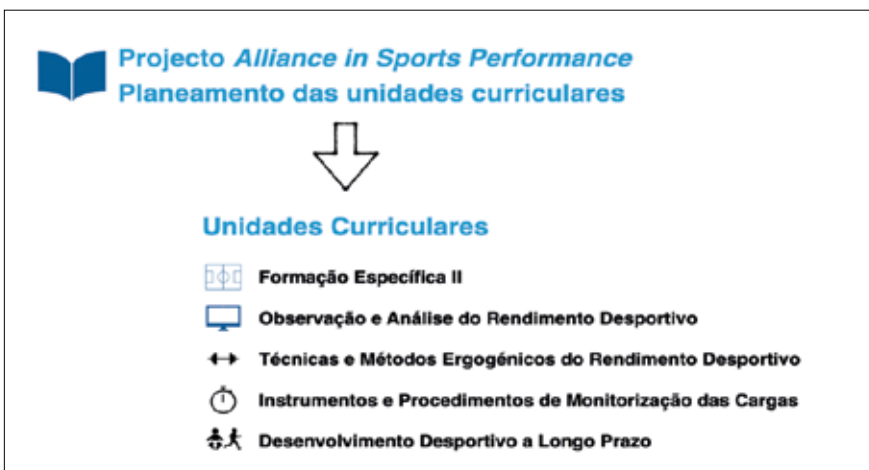 Projecto Alliance in Sports Performance
Planeamento das unidades curriculares
Unidades Curriculares
Formação Específica II
Observação e Análise do Rendimento Desportivo
Técnicas e Métodos Ergogénicos do Rendimento Desportivo
Instrumentos e Procedimentos de Monitorização das Cargas
Desenvolvimento Desportivo a Longo Prazo